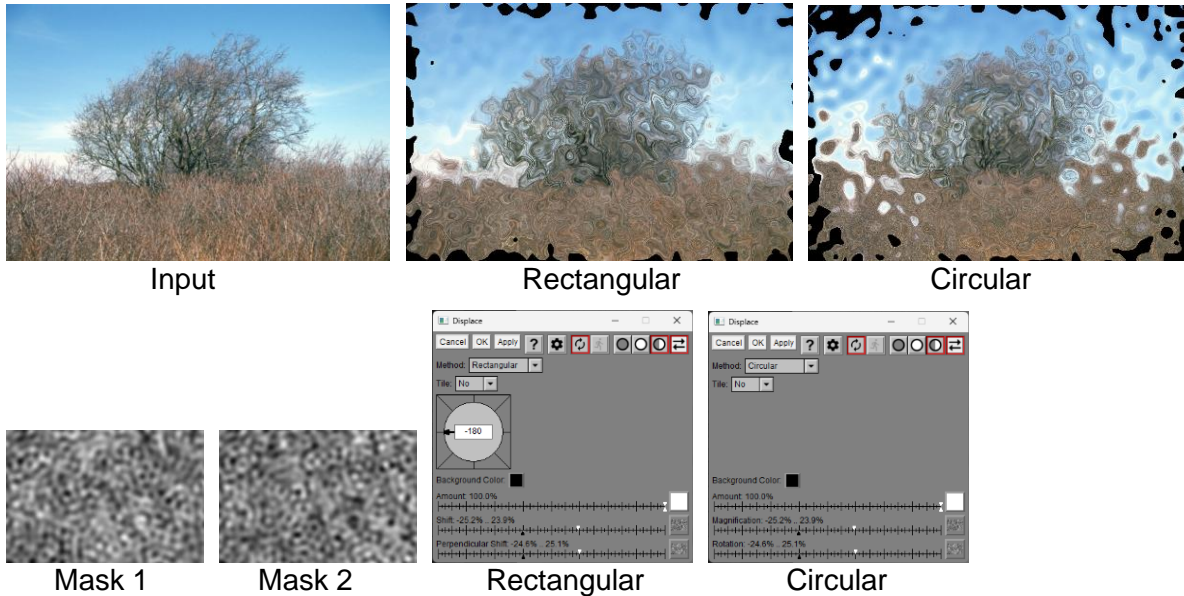 Input
Rectangular
Circular
Displace
Cancel OK Apply ?
Method: Rectangular
Tile: No
-180
Background Color:
Amount: 100.0%
Shift: -25.2% .. 23.9%
Perpendicular Shift: -24.6% .. 25.1%
Displace
Cancel OK Apply ?
Method: Circular
Tile: No
Background Color:
Amount: 100.0%
Magnification: -25.2% .. 23.9%
Rotation: -24.6% .. 25.1%
Mask 1
Mask 2
Rectangular
Circular